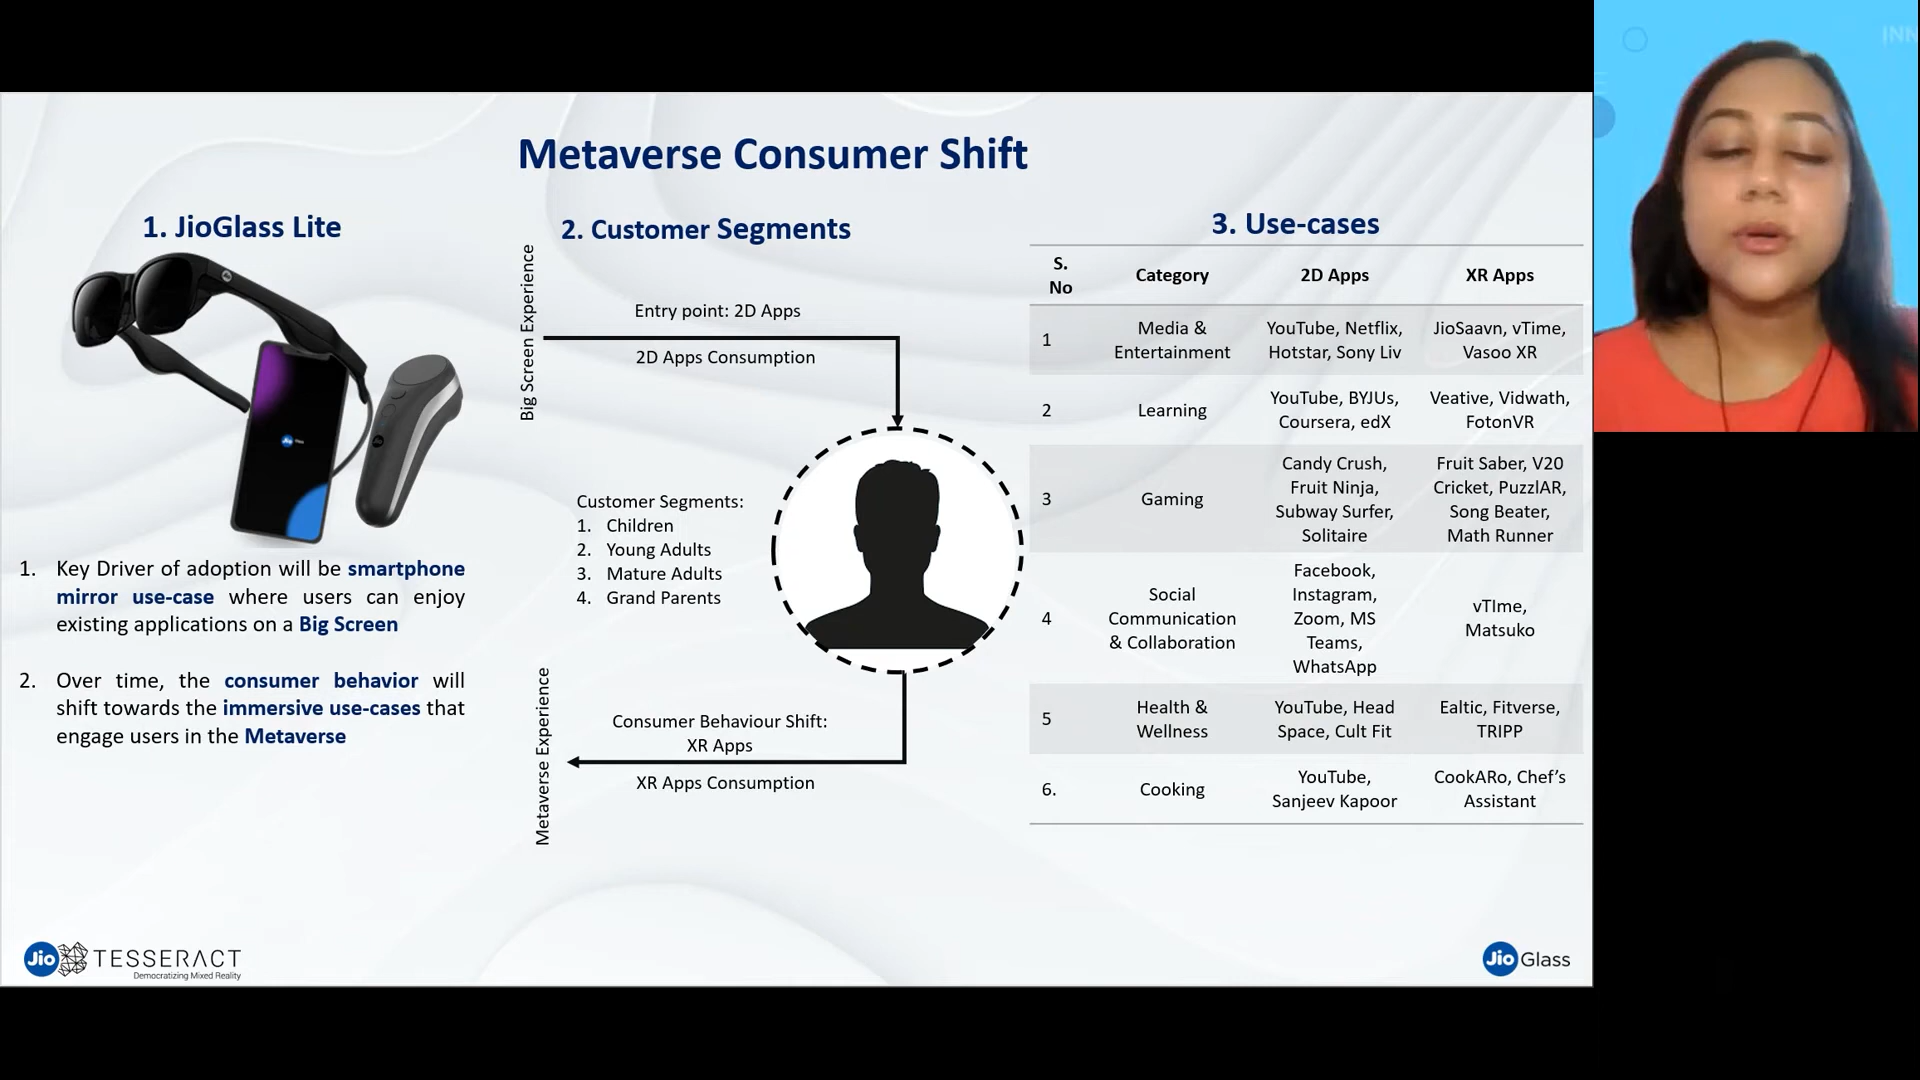 Metaverse Consumer Shift
1. JioGlass Lite
1. Key Driver of adoption will be smartphone
mirror use-case where users can enjoy
existing applications on a Big Screen
2. Over time, the consumer behavior will
shift towards the immersive use-cases that
engage users in the Metaverse
2. Customer Segments
Big Screen Experience
Entry point: 2D Apps
2D Apps Consumption
Customer Segments:
1. Children
2. Young Adults
3. Mature Adults
4. Grand Parents
Metaverse Experience
Consumer Behaviour Shift:
XR Apps
XR Apps Consumption
3. Use-cases
S.
No
Category
2D Apps
XR Apps
1
Media &
Entertainment
YouTube, Netflix,
Hotstar, Sony Liv
JioSaavn, vTime,
Vasoo XR
2
Learning
YouTube, BYJUs,
Coursera, edX
Veative, Vidwath,
FotonVR
3
Gaming
Candy Crush,
Fruit Ninja,
Subway Surfer,
Solitaire
Fruit Saber, V20
Cricket, PuzzlAR,
Song Beater,
Math Runner
4
Social
Communication
& Collaboration
Facebook,
Instagram,
Zoom, MS
Teams,
WhatsApp
vTIme,
Matsuko
5
Health &
Wellness
YouTube, Head
Space, Cult Fit
Ealtic, Fitverse,
TRIPP
6.
Cooking
YouTube,
Sanjeev Kapoor
CookARo, Chef's
Assistant
Jio TESSERACT
Democratizing Mixed Reality
Jio Glass
INN